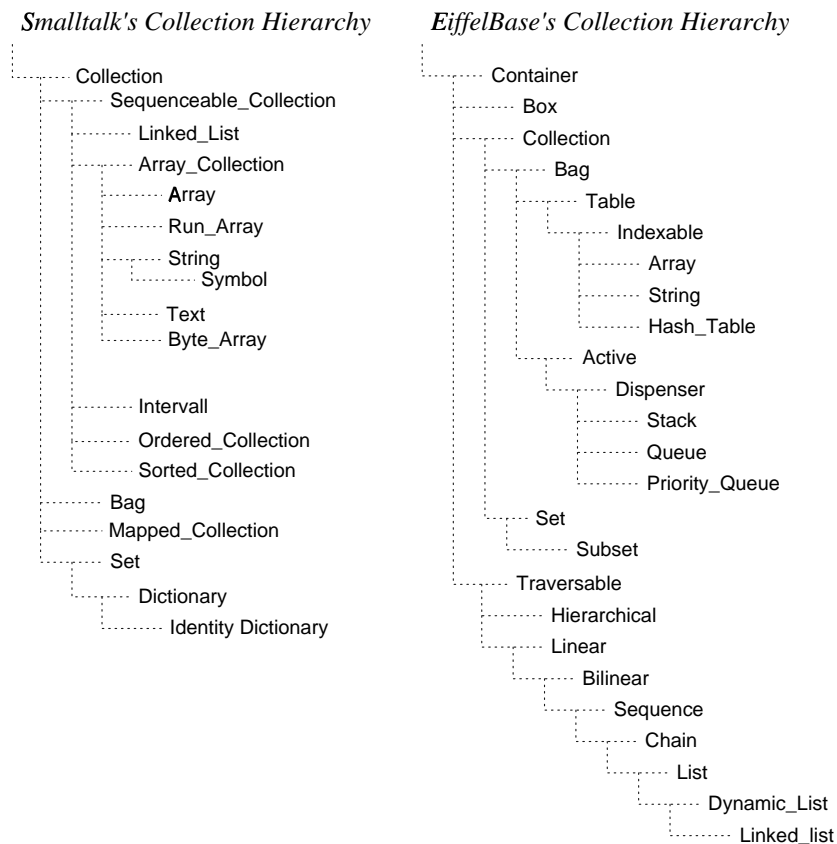 Smalltalk's Collection Hierarchy
Collection
Sequenceable_Collection
Linked_List
Array_Collection
Array
Run_Array
String
Symbol
Text
Byte_Array
Intervall
Ordered_Collection
Sorted_Collection
Bag
Mapped_Collection
Set
Dictionary
Identity Dictionary
EiffelBase's Collection Hierarchy
Container
Box
Collection
Bag
Table
Indexable
Array
String
Hash_Table
Active
Dispenser
Stack
Queue
Priority_Queue
Set
Subset
Traversable
Hierarchical
Linear
Bilinear
Sequence
Chain
List
Dynamic_List
Linked_list